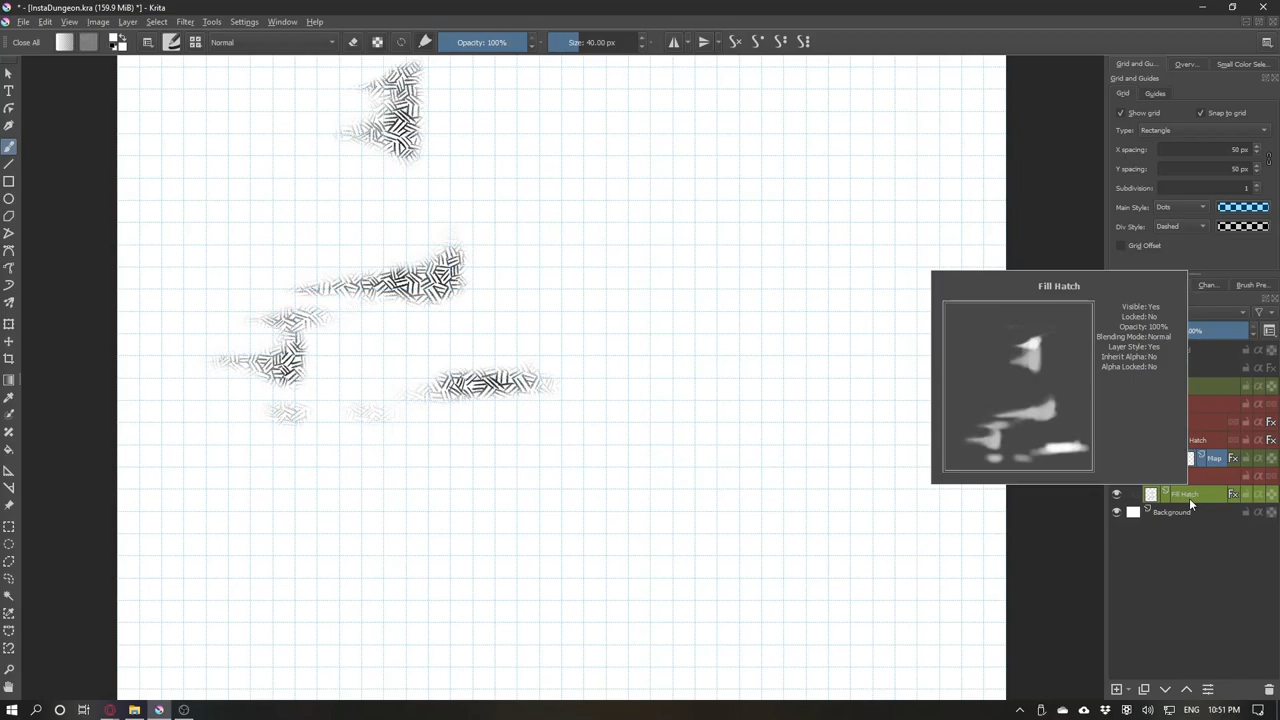 * - [InstaDungeon.kra (159.9 MiB) *] - Krita
File Edit View Image Layer Select Filter Tools Settings Window Help
Close All Normal Opacity: 100% Size: 40.00 px
Grid and Gu... Overv... Small Color Sele...
Grid and Guides
Grid Guides
Show grid Snap to grid
Type: Rectangle
X spacing: 50 px
Y spacing: 50 px
Subdivision: 1
Main Style: Dots
Div Style: Dashed
Grid Offset
Chan... Brush Pre...
Fill Hatch
Visible: Yes
Locked: No
Opacity: 100%
Blending Mode: Normal
Layer Style: Yes
Inherit Alpha: No
Alpha Locked: No
00%
Hatch
Map
Fill Hatch
Background
ENG 10:51 PM